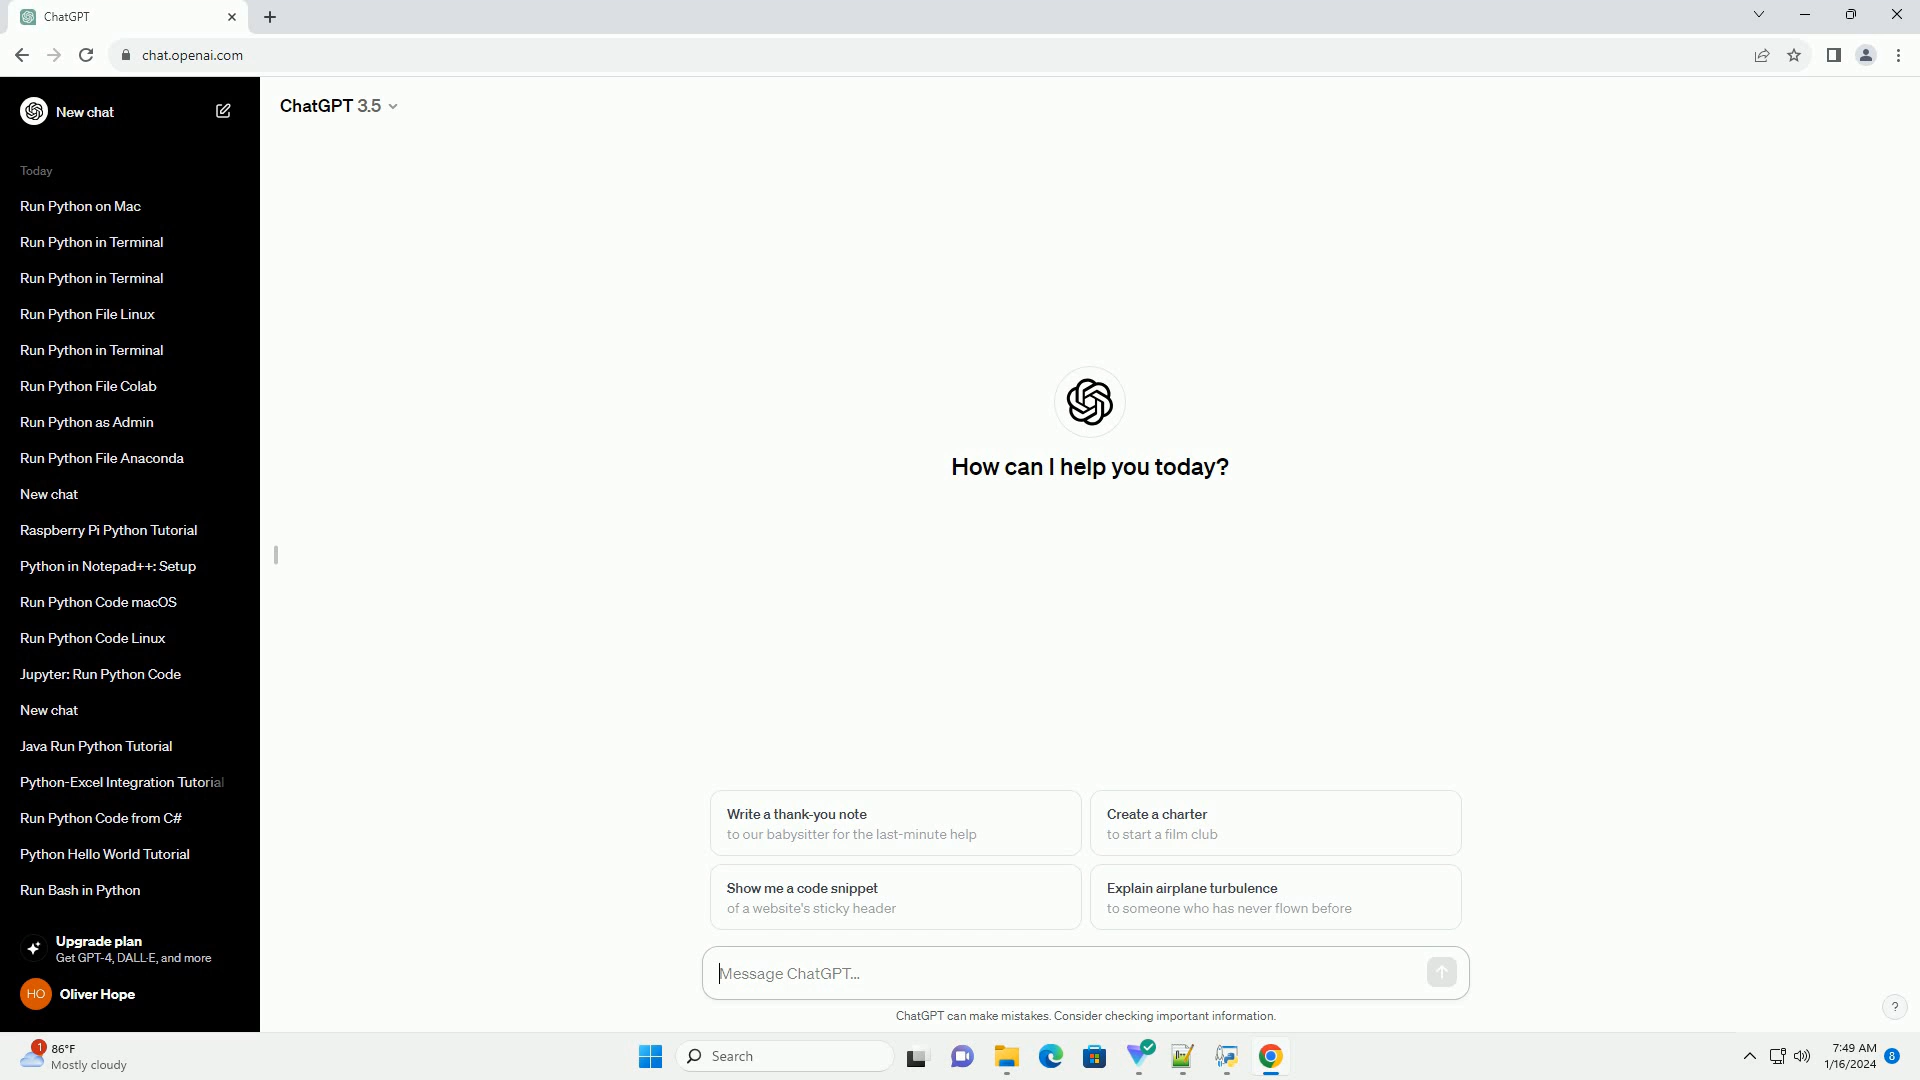 ChatGPT
chat.openai.com
New chat
ChatGPT 3.5
Today
Run Python on Mac
Run Python in Terminal
Run Python in Terminal
Run Python File Linux
Run Python in Terminal
Run Python File Colab
Run Python as Admin
Run Python File Anaconda
New chat
Raspberry Pi Python Tutorial
Python in Notepad++: Setup
Run Python Code macOS
Run Python Code Linux
Jupyter: Run Python Code
New chat
Java Run Python Tutorial
Python-Excel Integration Tutorial
Run Python Code from C#
Python Hello World Tutorial
Run Bash in Python
Upgrade plan
Get GPT-4, DALL·E, and more
HO Oliver Hope
How can I help you today?
Write a thank-you note
to our babysitter for the last-minute help
Create a charter
to start a film club
Show me a code snippet
of a website's sticky header
Explain airplane turbulence
to someone who has never flown before
Message ChatGPT...
ChatGPT can make mistakes. Consider checking important information.
?
1
86°F
Mostly cloudy
Search
7:49 AM
1/16/2024
8